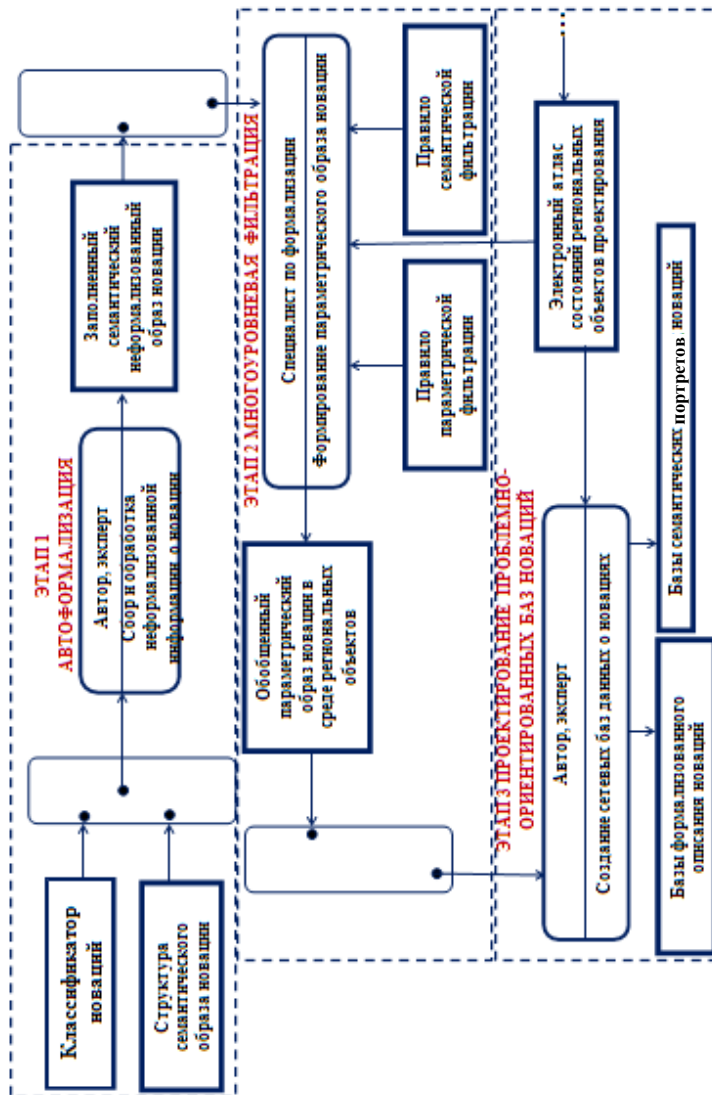 ЭТАП 1
АВТОФОРМАЛИЗАЦИЯ
Классификатор
новаций
Структура
семантического
образа новации
Автор, эксперт
Сбор и обработка
неформализованной
информации о новации
Заполненный
семантический
неформализованный
образ новации
ЭТАП 2 МНОГОУРОВНЕВАЯ ФИЛЬТРАЦИЯ
Обобщенный
параметрический
образ новации в
среде региональных
объектов
Специалист по формализации
Формирование параметрического образа новации
Правило
параметрической
фильтрации
Правило
семантической
фильтрации
ЭТАП 3 ПРОЕКТИРОВАНИЕ ПРОБЛЕМНО-
ОРИЕНТИРОВАННЫХ БАЗ НОВАЦИЙ
Автор, эксперт
Создание сетевых баз данных о новациях
Электронный атлас
состояний региональных
объектов проектирования
...
Базы формализованного
описания новаций
Базы семантических портретов новаций